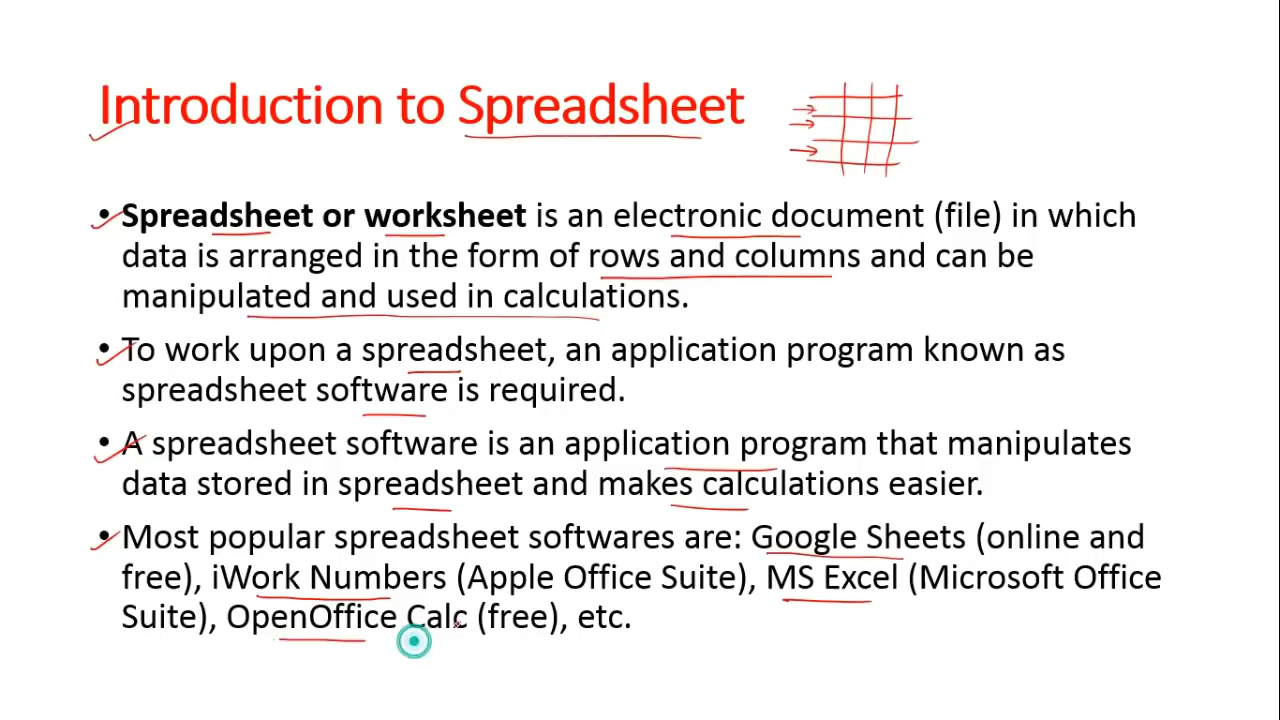 Introduction to Spreadsheet
• Spreadsheet or worksheet is an electronic document (file) in which
data is arranged in the form of rows and columns and can be
manipulated and used in calculations.
• To work upon a spreadsheet, an application program known as
spreadsheet software is required.
• A spreadsheet software is an application program that manipulates
data stored in spreadsheet and makes calculations easier.
• Most popular spreadsheet softwares are: Google Sheets (online and
free), iWork Numbers (Apple Office Suite), MS Excel (Microsoft Office
Suite), OpenOffice Calc (free), etc.